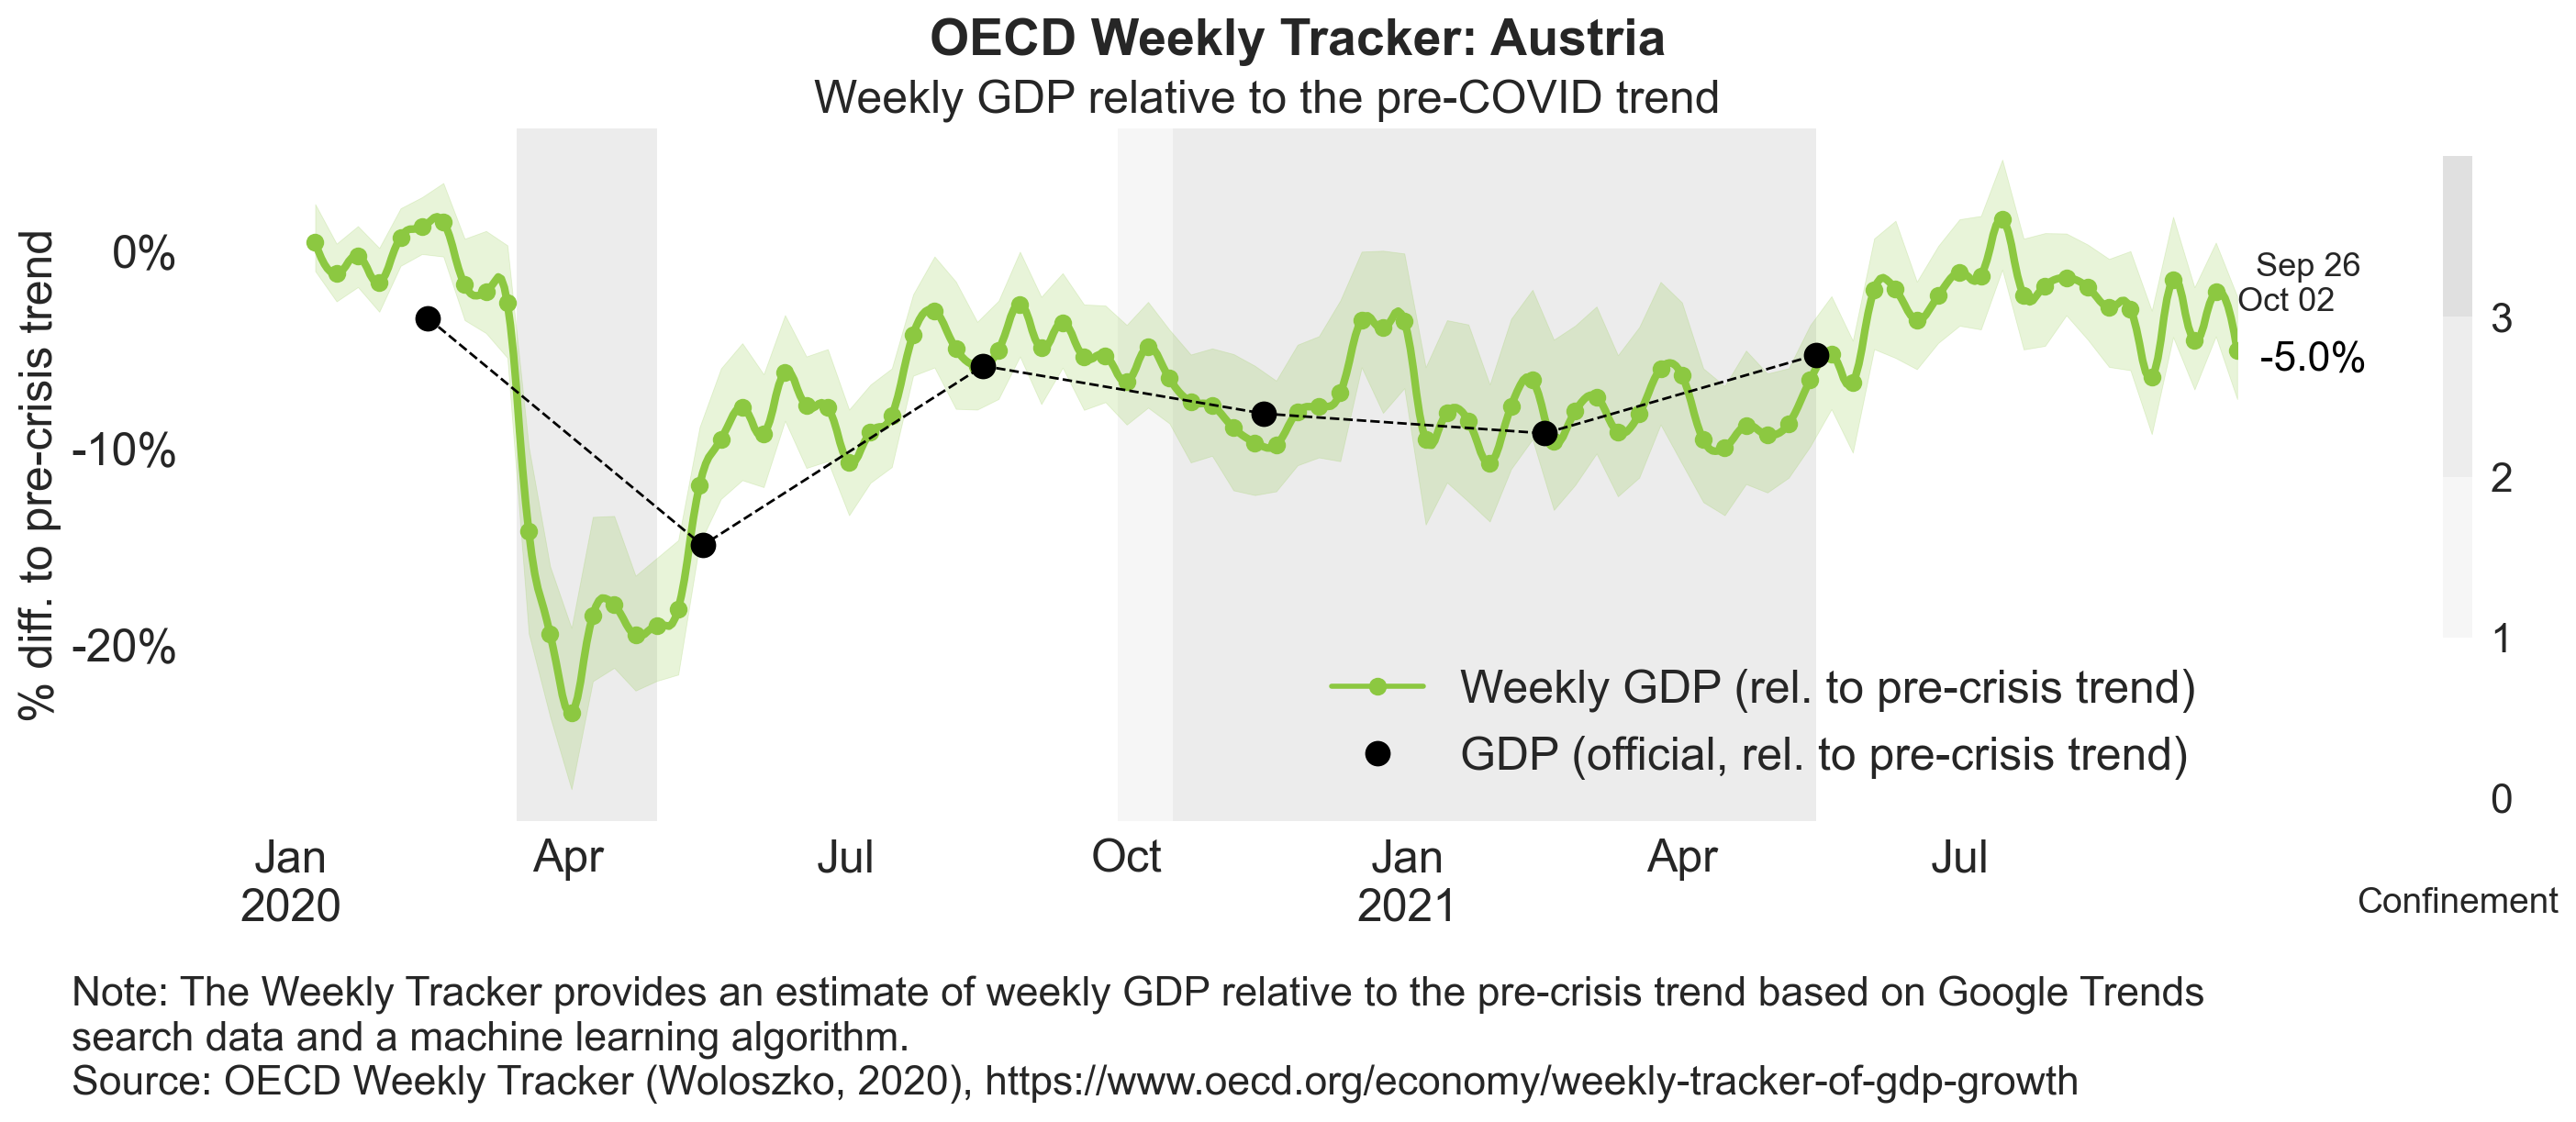 OECD Weekly Tracker: Austria
Weekly GDP relative to the pre-COVID trend
% diff. to pre-crisis trend
0%
-10%
-20%
Sep 26
Oct 02
-5.0%
3
2
1
0
Weekly GDP (rel. to pre-crisis trend)
GDP (official, rel. to pre-crisis trend)
Jan Apr Jul Oct Jan Apr Jul
2020 2021
Confinement
Note: The Weekly Tracker provides an estimate of weekly GDP relative to the pre-crisis trend based on Google Trends
search data and a machine learning algorithm.
Source: OECD Weekly Tracker (Woloszko, 2020), https://www.oecd.org/economy/weekly-tracker-of-gdp-growth